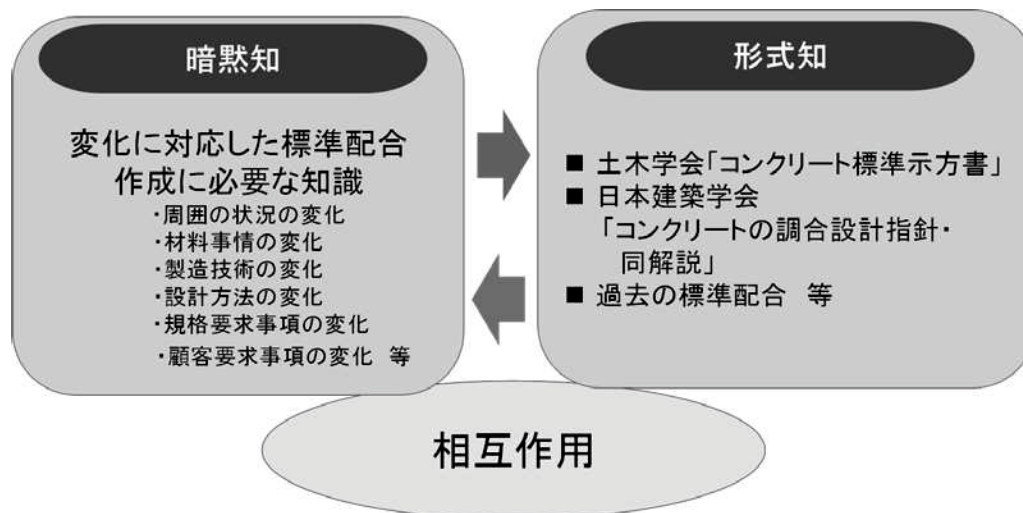 暗黙知
変化に対応した標準配合
作成に必要な知識
・周囲の状況の変化
・材料事情の変化
・製造技術の変化
・設計方法の変化
・規格要求事項の変化
・顧客要求事項の変化 等
形式知
■ 土木学会「コンクリート標準示方書」
■ 日本建築学会
「コンクリートの調合設計指針・
同解説」
■ 過去の標準配合 等
相互作用